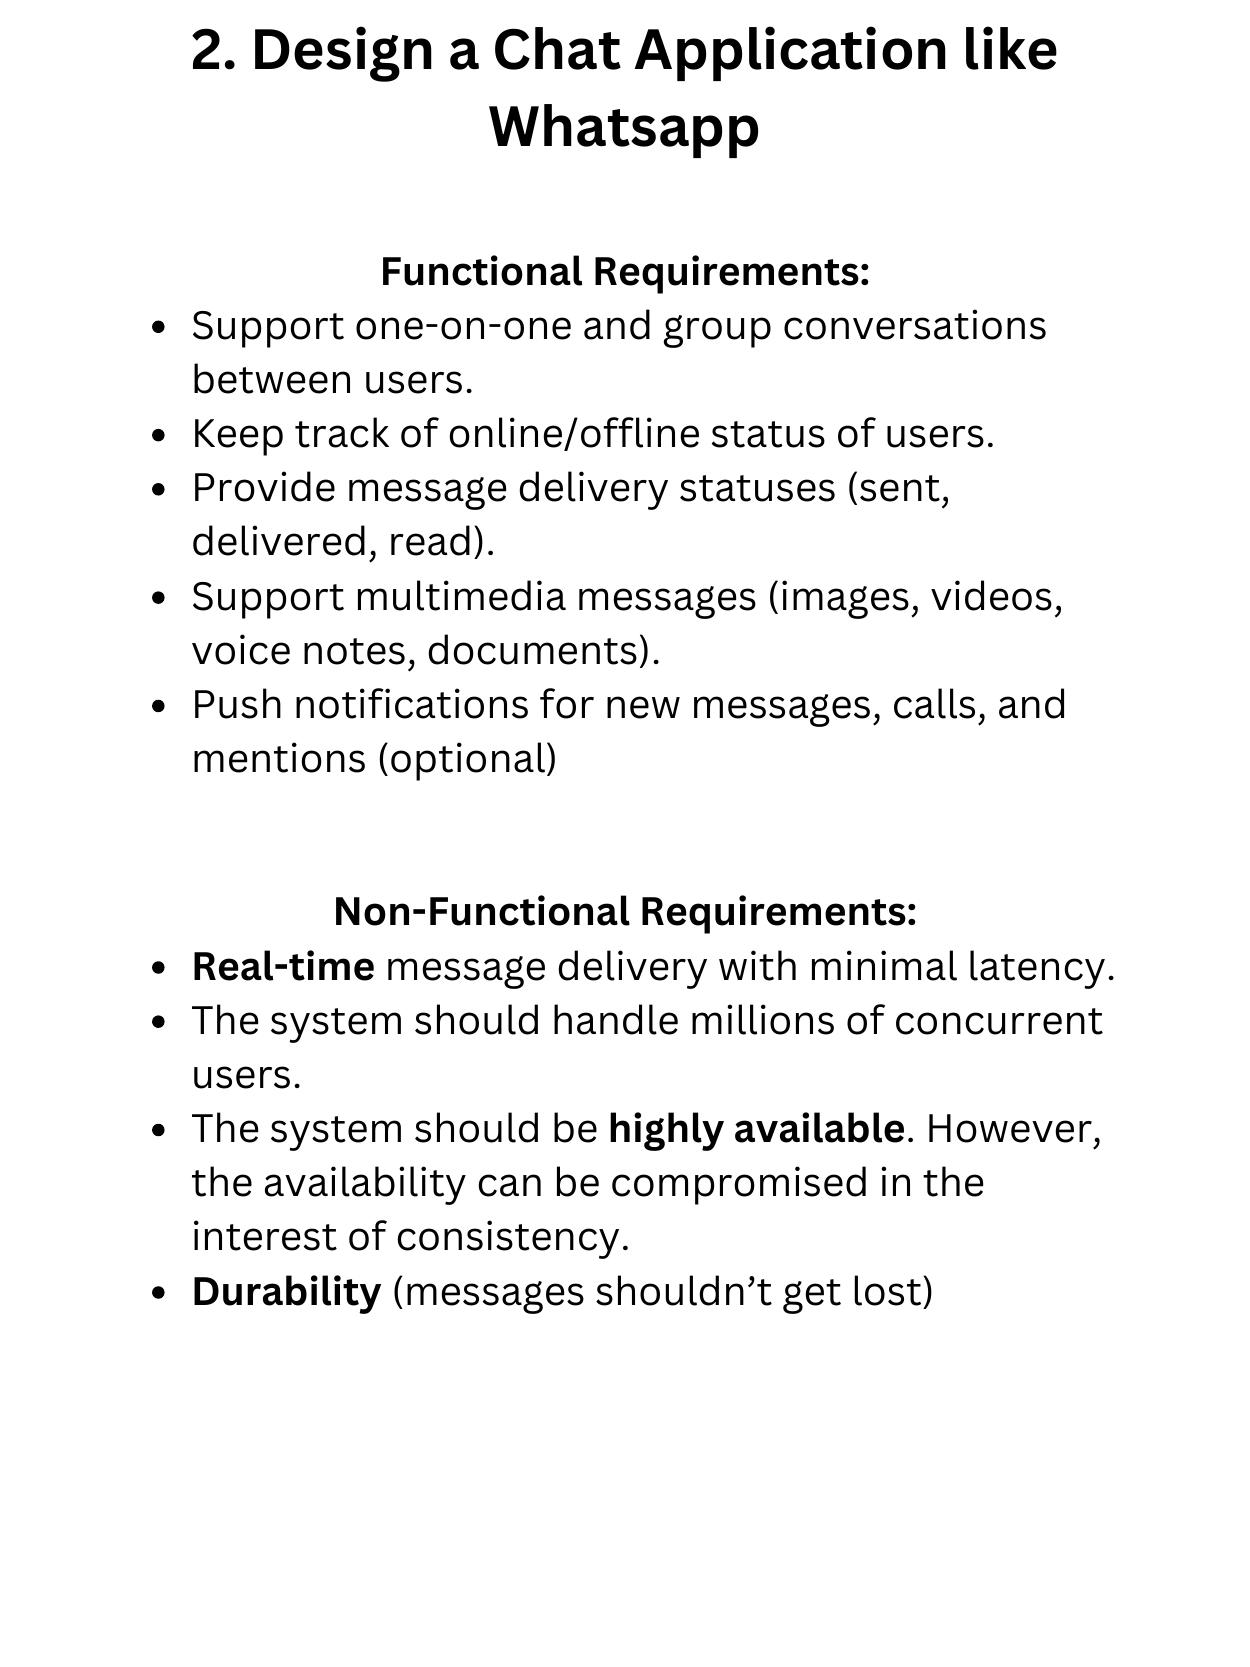 2. Design a Chat Application like
Whatsapp
Functional Requirements:
• Support one-on-one and group conversations
between users.
• Keep track of online/offline status of users.
• Provide message delivery statuses (sent,
delivered, read).
• Support multimedia messages (images, videos,
voice notes, documents).
• Push notifications for new messages, calls, and
mentions (optional)
Non-Functional Requirements:
• Real-time message delivery with minimal latency.
• The system should handle millions of concurrent
users.
• The system should be highly available. However,
the availability can be compromised in the
interest of consistency.
• Durability (messages shouldn’t get lost)